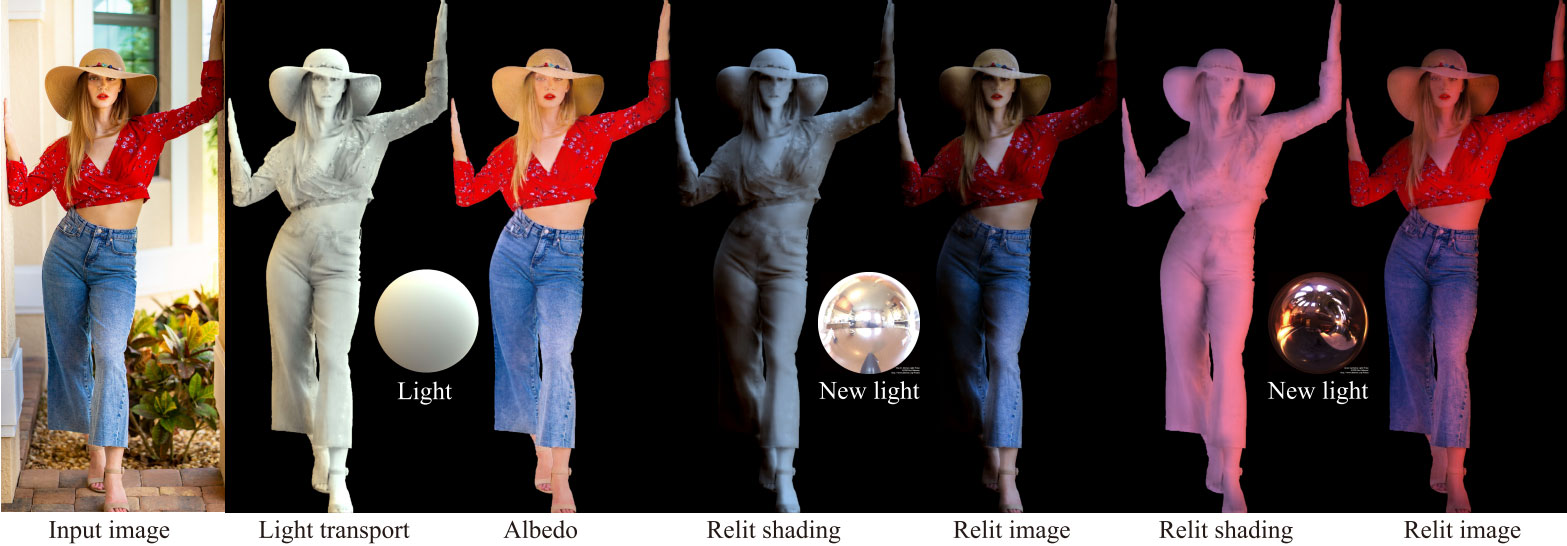 Light
New light
New light
Input image
Light transport
Albedo
Relit shading
Relit image
Relit shading
Relit image